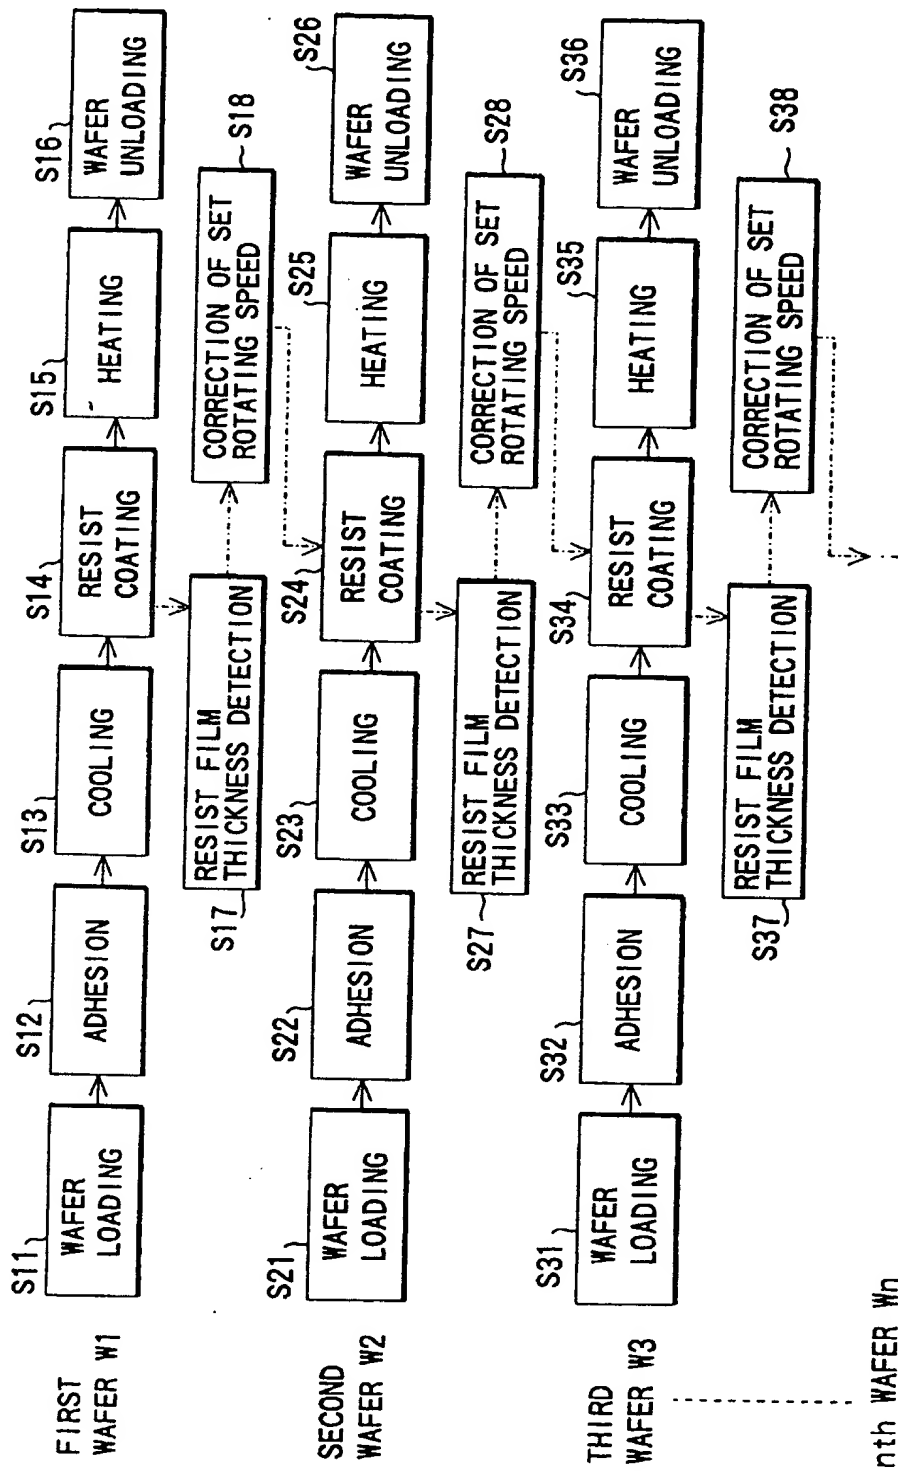 FIRST
WAFER W1
S11
WAFER
LOADING
S12
ADHESION
S13
COOLING
S14
RESIST
COATING
S15
HEATING
S16
WAFER
UNLOADING
S17
RESIST FILM
THICKNESS DETECTION
S18
CORRECTION OF SET
ROTATING SPEED
SECOND
WAFER W2
S21
WAFER
LOADING
S22
ADHESION
S23
COOLING
S24
RESIST
COATING
S25
HEATING
S26
WAFER
UNLOADING
S27
RESIST FILM
THICKNESS DETECTION
S28
CORRECTION OF SET
ROTATING SPEED
THIRD
WAFER W3
S31
WAFER
LOADING
S32
ADHESION
S33
COOLING
S34
RESIST
COATING
S35
HEATING
S36
WAFER
UNLOADING
S37
RESIST FILM
THICKNESS DETECTION
S38
CORRECTION OF SET
ROTATING SPEED
nth WAFER Wn